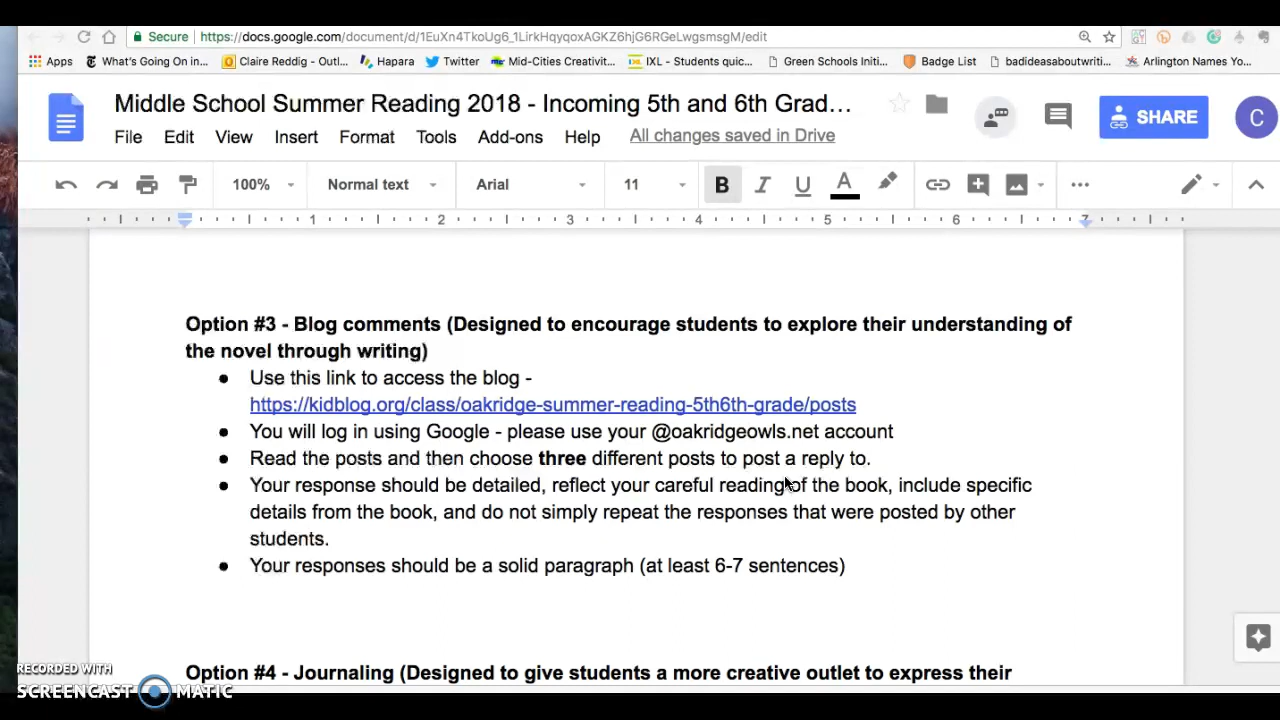 Secure https://docs.google.com/document/d/1EuXn4TkoUg6_1LirkHqyqoxAGKZ6hjG6RGeLwgsmsgM/edit
Apps What's Going On in... Claire Reddig - Outl... Hapara Twitter Mid-Cities Creativit... IXL - Students quic... Green Schools Initi... Badge List badideasaboutwriti... Arlington Names Yo...
Middle School Summer Reading 2018 - Incoming 5th and 6th Grad...
SHARE
C
File Edit View Insert Format Tools Add-ons Help All changes saved in Drive
100% Normal text Arial 11 B I U A
1 2 3 4 5 6 7
Option #3 - Blog comments (Designed to encourage students to explore their understanding of
the novel through writing)
● Use this link to access the blog -
https://kidblog.org/class/oakridge-summer-reading-5th6th-grade/posts
● You will log in using Google - please use your @oakridgeowls.net account
● Read the posts and then choose three different posts to post a reply to.
● Your response should be detailed, reflect your careful reading of the book, include specific
details from the book, and do not simply repeat the responses that were posted by other
students.
● Your responses should be a solid paragraph (at least 6-7 sentences)
Option #4 - Journaling (Designed to give students a more creative outlet to express their
RECORDED WITH
SCREENCAST MATIC